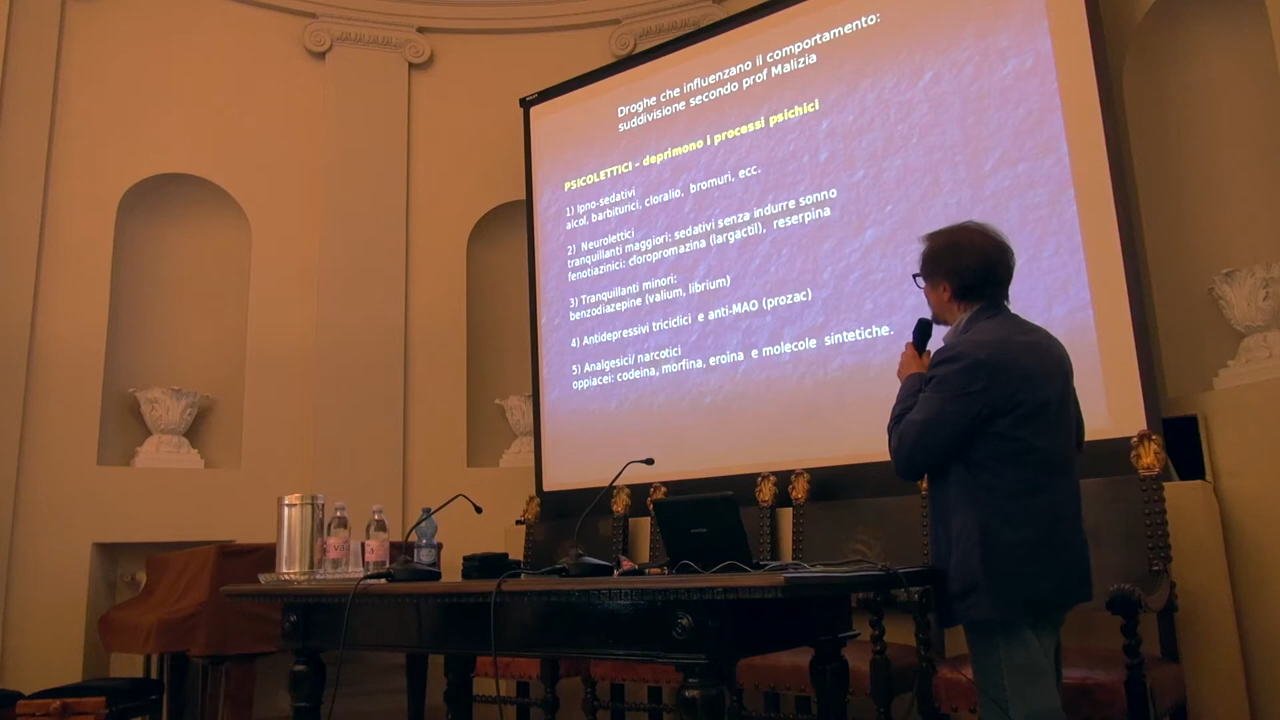 Droghe che influenzano il comportamento:
suddivisione secondo prof Malizia
PSICOLETTICI - deprimono i processi psichici
1) Ipno-sedativi
alcol, barbiturici, cloralio, bromuri, ecc.
2) Neurolettici
tranquillanti maggiori: sedativi senza indurre sonno
fenotiazinici: cloropromazina (largactil), reserpina
3) Tranquillanti minori:
benzodiazepine (valium, librium)
4) Antidepressivi triciclici e anti-MAO (prozac)
5) Analgesici/ narcotici
oppiacei: codeina, morfina, eroina e molecole sintetiche.